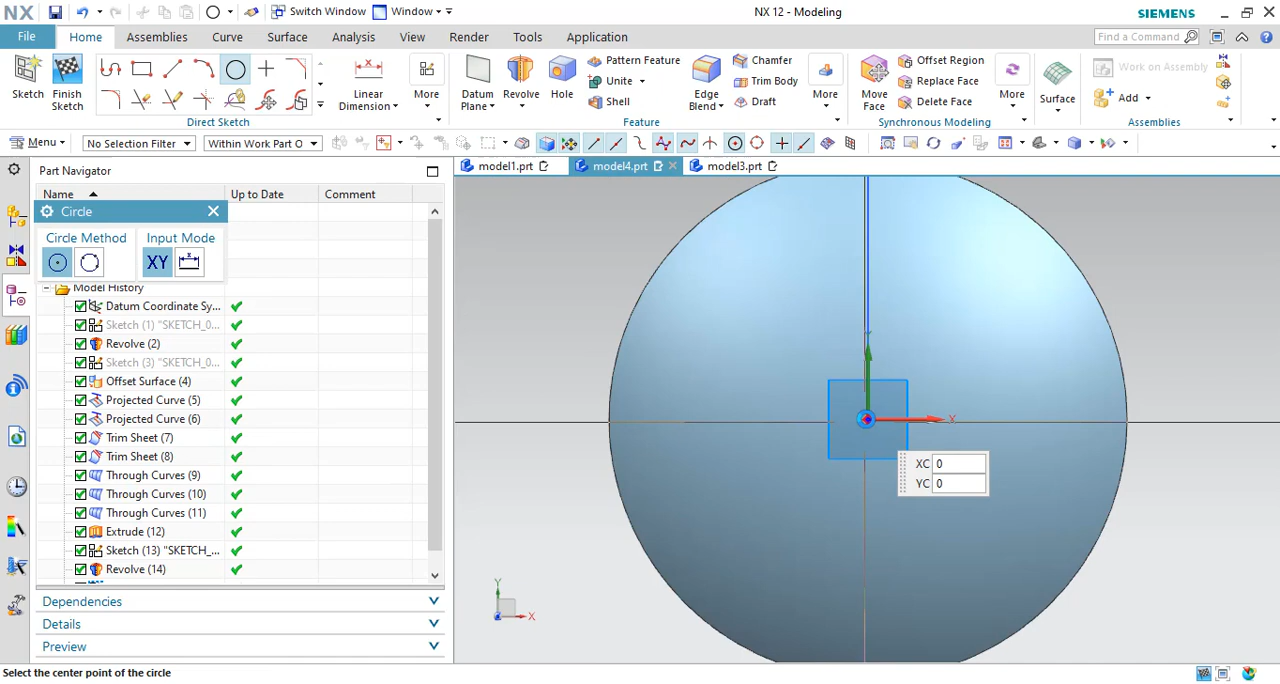 NX Switch Window Window NX 12 - Modeling SIEMENS
File Home Assemblies Curve Surface Analysis View Tools Render Application Find a Command
Sketch
Finish Sketch
Direct Sketch
Linear Dimension
More
Datum Plane
Revolve
Hole
Pattern Feature
Unite
Shell
Edge Blend
Chamfer
Trim Body
Draft
More
Feature
Move Face
Offset Region
Replace Face
Delete Face
More
Synchronous Modeling
Surface
Work on Assembly
Add
Assemblies
Menu No Selection Filter Within Work Part O
Part Navigator
model1.prt model4.prt model3.prt
Name Up to Date Comment
Circle
Circle Method Input Mode
XY
Model History
Datum Coordinate Sy...
Sketch (1) "SKETCH_0...
Revolve (2)
Sketch (3) "SKETCH_0...
Offset Surface (4)
Projected Curve (5)
Projected Curve (6)
Trim Sheet (7)
Trim Sheet (8)
Through Curves (9)
Through Curves (10)
Through Curves (11)
Extrude (12)
Sketch (13) "SKETCH_...
Revolve (14)
Dependencies
Details
Preview
Y
X
XC 0
YC 0
Y
X
Select the center point of the circle